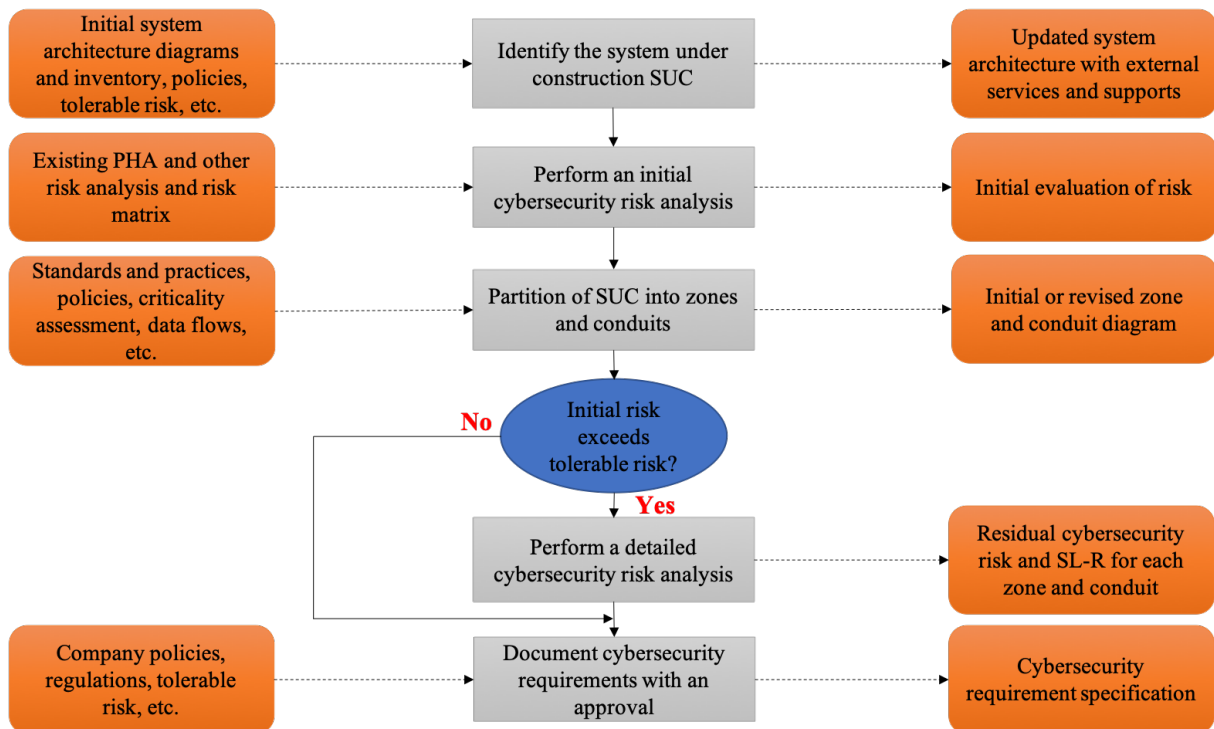 Initial system
architecture diagrams
and inventory, policies,
tolerable risk, etc.
Identify the system under
construction SUC
Updated system
architecture with external
services and supports
Existing PHA and other
risk analysis and risk
matrix
Perform an initial
cybersecurity risk analysis
Initial evaluation of risk
Standards and practices,
policies, criticality
assessment, data flows,
etc.
Partition of SUC into zones
and conduits
Initial or revised zone
and conduit diagram
Initial risk
exceeds
tolerable risk?
No
Yes
Perform a detailed
cybersecurity risk analysis
Residual cybersecurity
risk and SL-R for each
zone and conduit
Company policies,
regulations, tolerable
risk, etc.
Document cybersecurity
requirements with an
approval
Cybersecurity
requirement specification